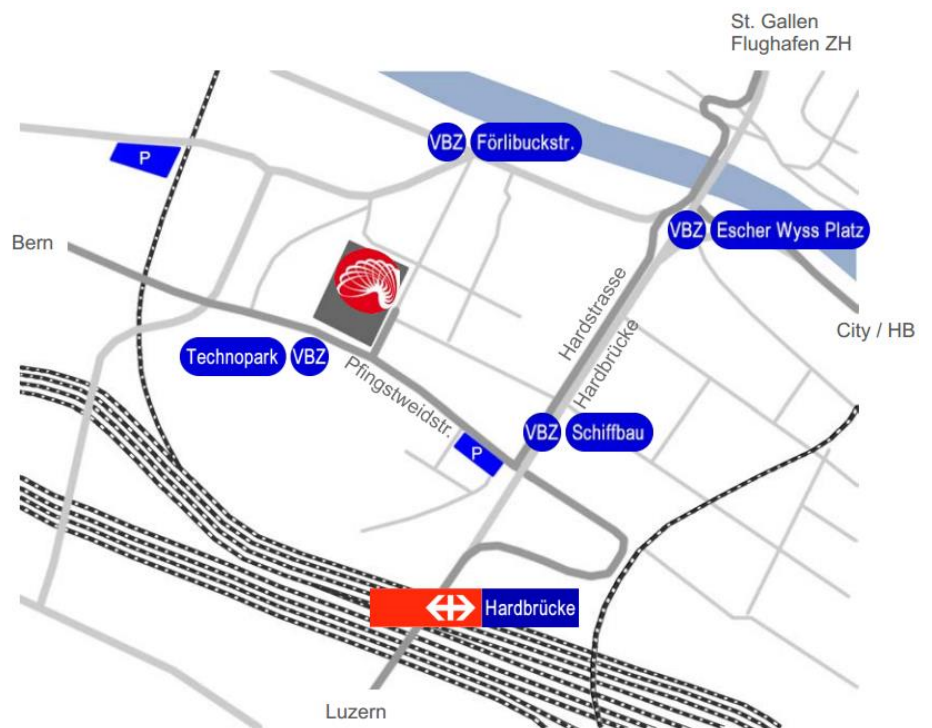 St. Gallen
Flughafen ZH
VBZ Förlibuckstr.
P
VBZ Escher Wyss Platz
Bern
Hardstrasse
City / HB
Technopark VBZ
Hardbrücke
Pfingstweidstr.
VBZ Schiffbau
P
Hardbrücke
Luzern